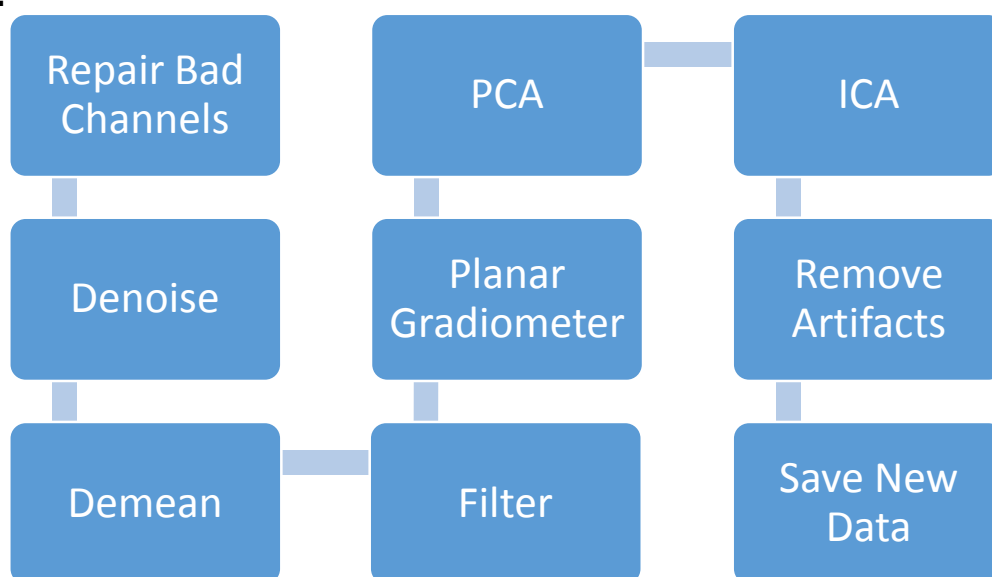 Repair Bad
Channels
Denoise
Demean
Filter
Planar
Gradiometer
PCA
ICA
Remove
Artifacts
Save New
Data